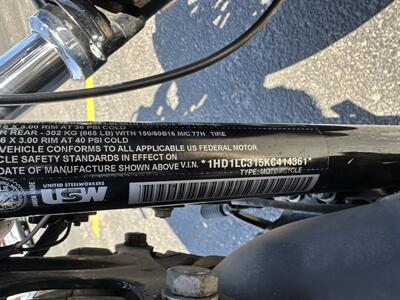 16 X 3.00 RIM AT 36 PSI COLD
R REAR - 302 KG (665 LB) WITH 150/80B16 M/C 77H TIRE
6 X 3.00 RIM AT 40 PSI COLD
VEHICLE CONFORMS TO ALL APPLICABLE US FEDERAL MOTOR
CLE SAFETY STANDARDS IN EFFECT ON
DATE OF MANUFACTURE SHOWN ABOVE V.I.N. *1HD1LC315KC414361*
TYPE: MOTORCYCLE
UNITED STEELWORKERS
USW